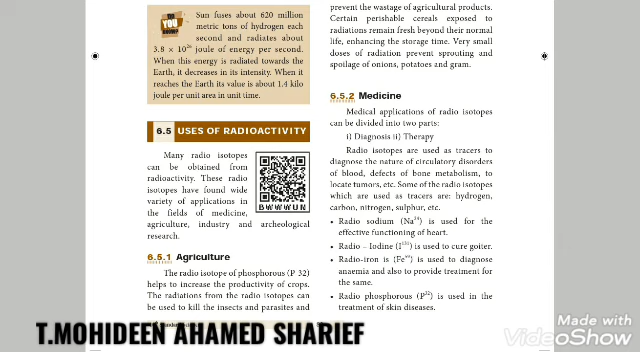 DO YOU KNOW
Sun fuses about 620 million
metric tons of hydrogen each
second and radiates about
3.8 × 10²⁶ joule of energy per second.
When this energy is radiated towards the
Earth, it decreases in its intensity. When it
reaches the Earth its value is about 1.4 kilo
joule per unit area in unit time.
6.5 USES OF RADIOACTIVITY
Many radio isotopes
can be obtained from
radioactivity. These radio
isotopes have found wide
variety of applications in
the fields of medicine,
agriculture, industry and archeological
research.
BWWWUN
6.5.1 Agriculture
The radio isotope of phosphorous (P 32)
helps to increase the productivity of crops.
The radiations from the radio isotopes can
be used to kill the insects and parasites and
prevent the wastage of agricultural products.
Certain perishable cereals exposed to
radiations remain fresh beyond their normal
life, enhancing the storage time. Very small
doses of radiation prevent sprouting and
spoilage of onions, potatoes and gram.
6.5.2 Medicine
Medical applications of radio isotopes
can be divided into two parts:
i) Diagnosis ii) Therapy
Radio isotopes are used as tracers to
diagnose the nature of circulatory disorders
of blood, defects of bone metabolism, to
locate tumors, etc. Some of the radio isotopes
which are used as tracers are: hydrogen,
carbon, nitrogen, sulphur, etc.
• Radio sodium (Na²⁴) is used for the
effective functioning of heart.
• Radio – Iodine (I¹³¹) is used to cure goiter.
• Radio-iron is (Fe⁵⁹) is used to diagnose
anaemia and also to provide treatment for
the same.
• Radio phosphorous (P³²) is used in the
treatment of skin diseases.
T.MOHIDEEN AHAMED SHARIEF
Made with
VideoShow